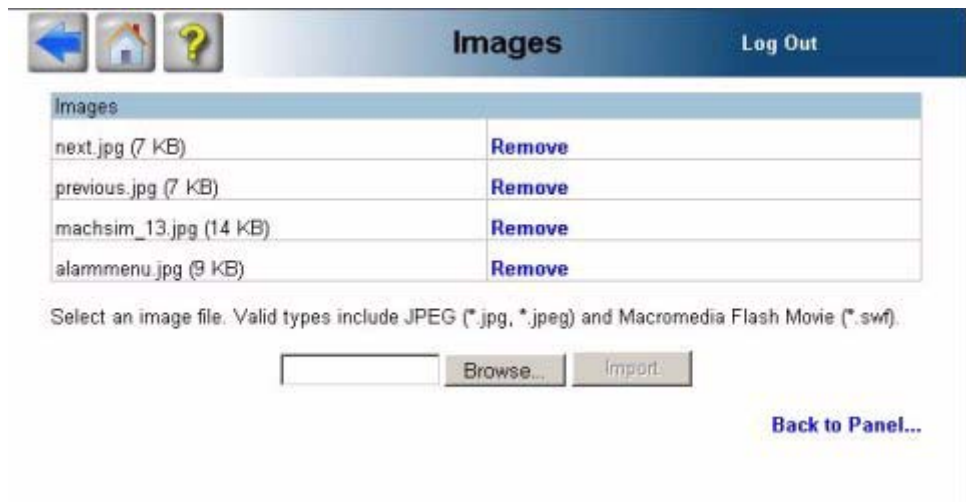 Images Log Out
Images
next.jpg (7 KB) Remove
previous.jpg (7 KB) Remove
machsim_13.jpg (14 KB) Remove
alarmmenu.jpg (9 KB) Remove
Select an image file. Valid types include JPEG (*.jpg, *.jpeg) and Macromedia Flash Movie (*.swf).
Browse... Import
Back to Panel...